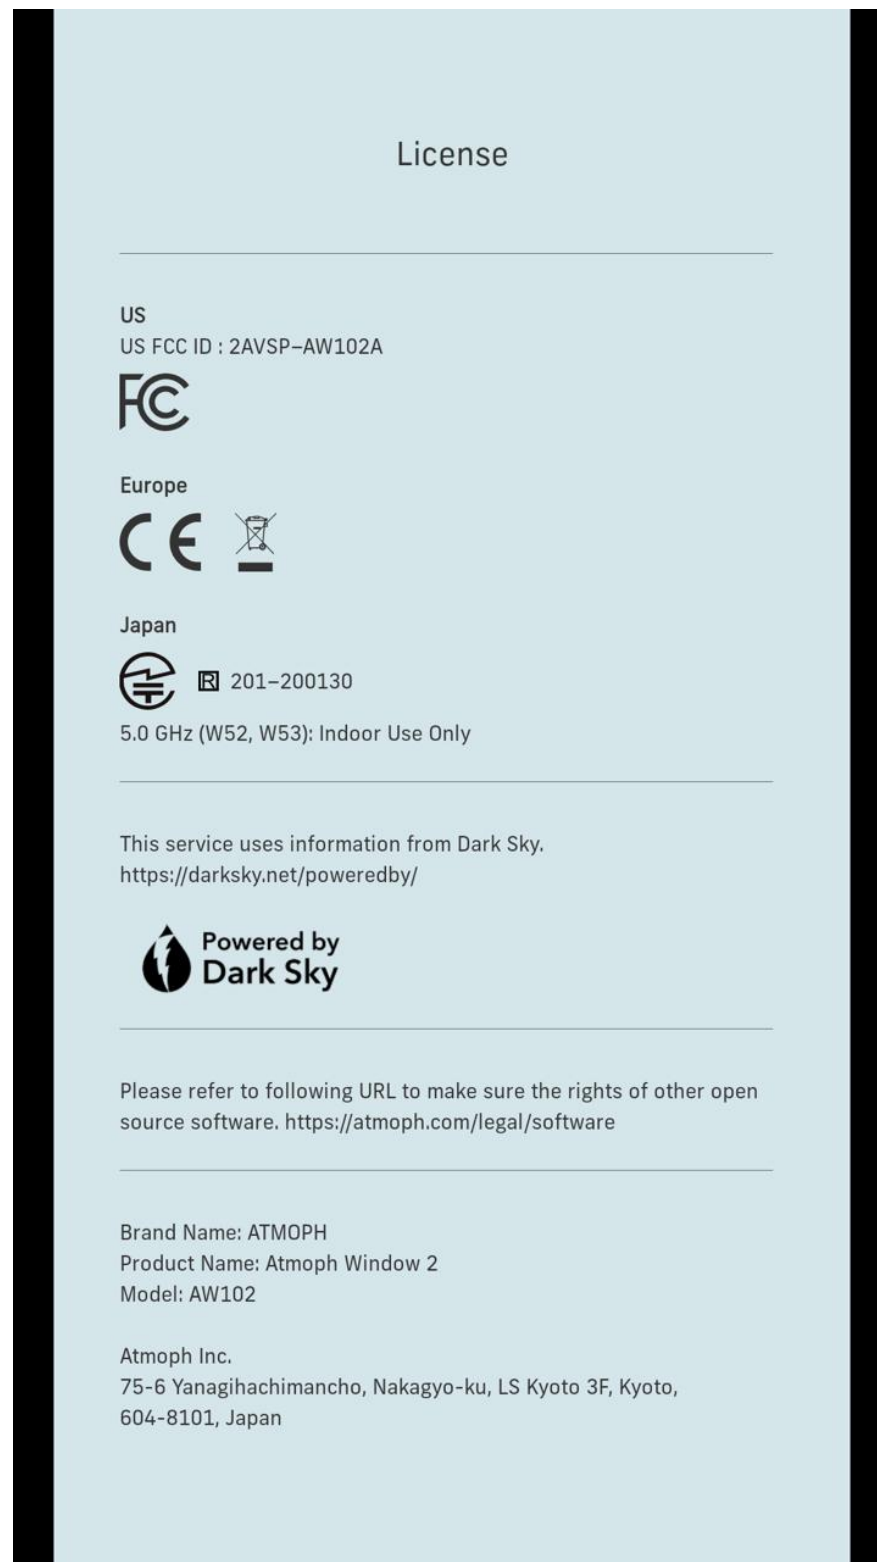 License
US
US FCC ID : 2AVSP–AW102A
FC
Europe
CE
Japan
R 201–200130
5.0 GHz (W52, W53): Indoor Use Only
This service uses information from Dark Sky.
https://darksky.net/poweredby/
Powered by
Dark Sky
Please refer to following URL to make sure the rights of other open
source software. https://atmoph.com/legal/software
Brand Name: ATMOPH
Product Name: Atmoph Window 2
Model: AW102
Atmoph Inc.
75-6 Yanagihachimancho, Nakagyo-ku, LS Kyoto 3F, Kyoto,
604-8101, Japan